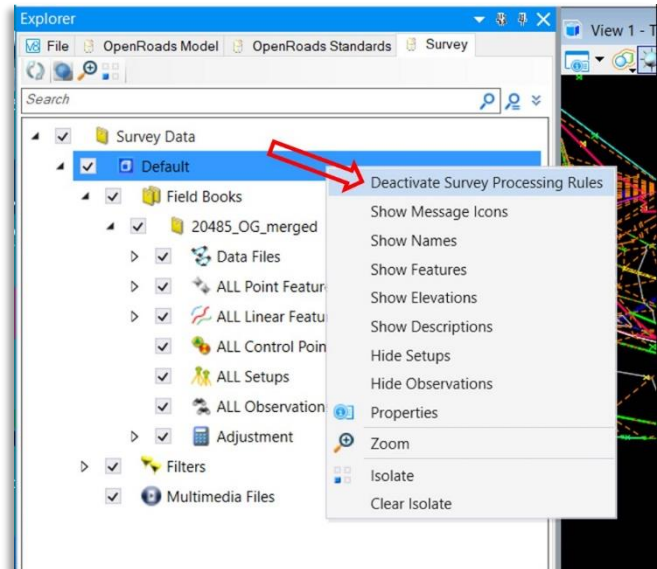 Explorer
View 1 - T
File
OpenRoads Model
OpenRoads Standards
Survey
Search
Survey Data
Default
Field Books
20485_OG_merged
Data Files
ALL Point Featur
ALL Linear Featu
ALL Control Poin
ALL Setups
ALL Observation
Adjustment
Filters
Multimedia Files
Deactivate Survey Processing Rules
Show Message Icons
Show Names
Show Features
Show Elevations
Show Descriptions
Hide Setups
Hide Observations
Properties
Zoom
Isolate
Clear Isolate